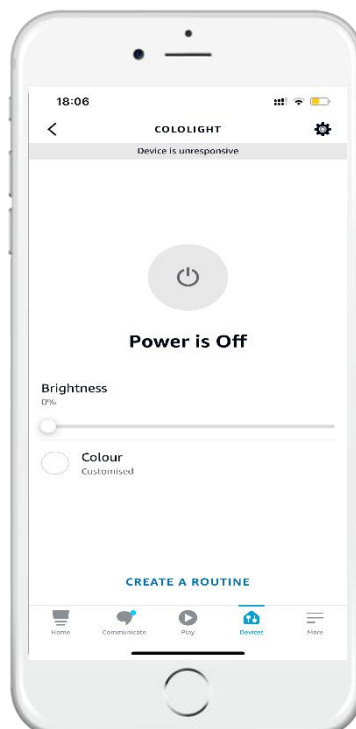 18:06
COLOLIGHT
Device is unresponsive
Power is Off
Brightness
0%
Colour
Customised
CREATE A ROUTINE
Home Communicate Play Devices More